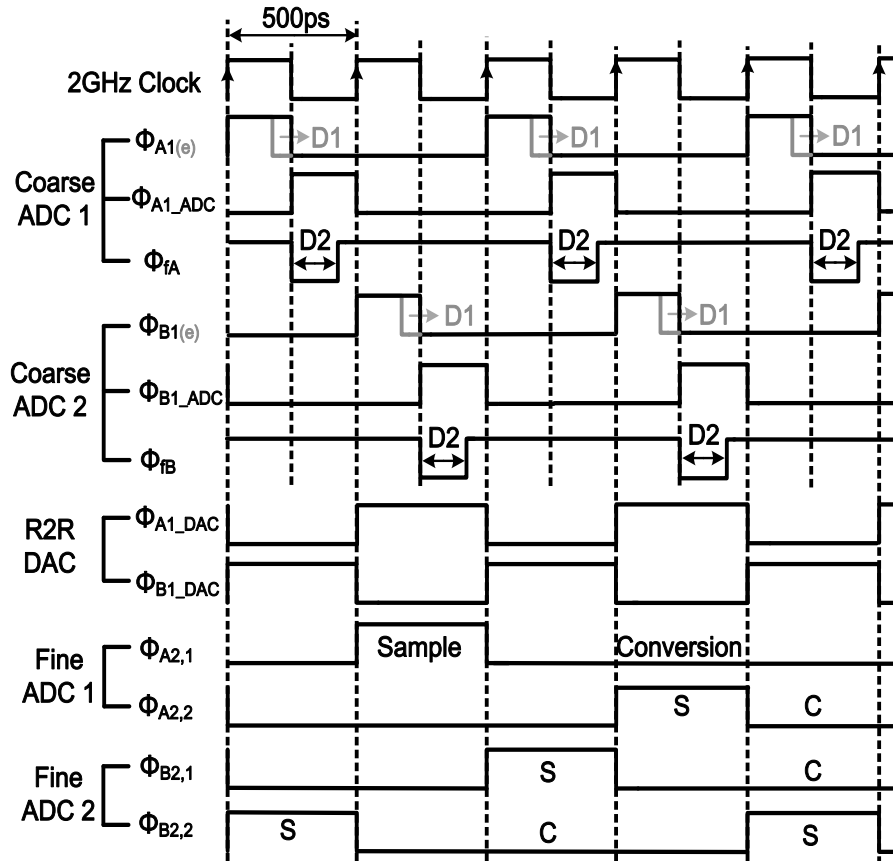 500ps
2GHz Clock
Coarse ADC 1
ΦA1(e)
D1 D1 D1
ΦA1_ADC
ΦfA
D2 D2 D2
Coarse ADC 2
ΦB1(e)
D1 D1
ΦB1_ADC
ΦfB
D2 D2
R2R DAC
ΦA1_DAC
ΦB1_DAC
Fine ADC 1
ΦA2,1
Sample Conversion
ΦA2,2
S C
Fine ADC 2
ΦB2,1
S C
ΦB2,2
S C S